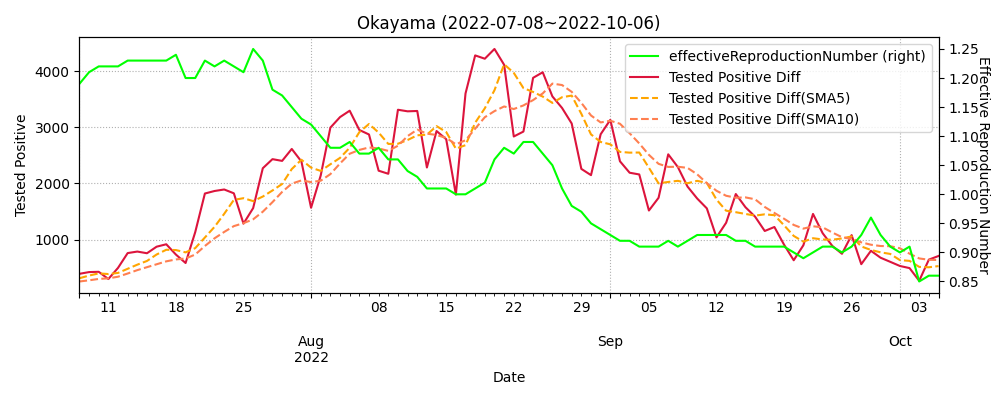 Okayama (2022-07-08~2022-10-06)
effectiveReproductionNumber (right)
Tested Positive Diff
Tested Positive Diff(SMA5)
Tested Positive Diff(SMA10)
Tested Positive
4000
3000
2000
1000
Effective Reproduction Number
1.25
1.20
1.15
1.10
1.05
1.00
0.95
0.90
0.85
11 18 25 08 15 22 29 05 12 19 26 03
Aug Sep Oct
2022
Date